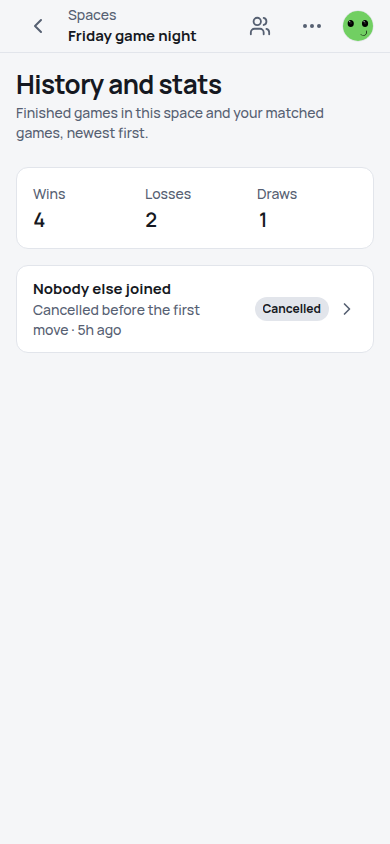 Spaces
Friday game night
History and stats
Finished games in this space and your matched
games, newest first.
Wins
Losses
Draws
4
2
1
Nobody else joined
Cancelled before the first
move · 5h ago
Cancelled